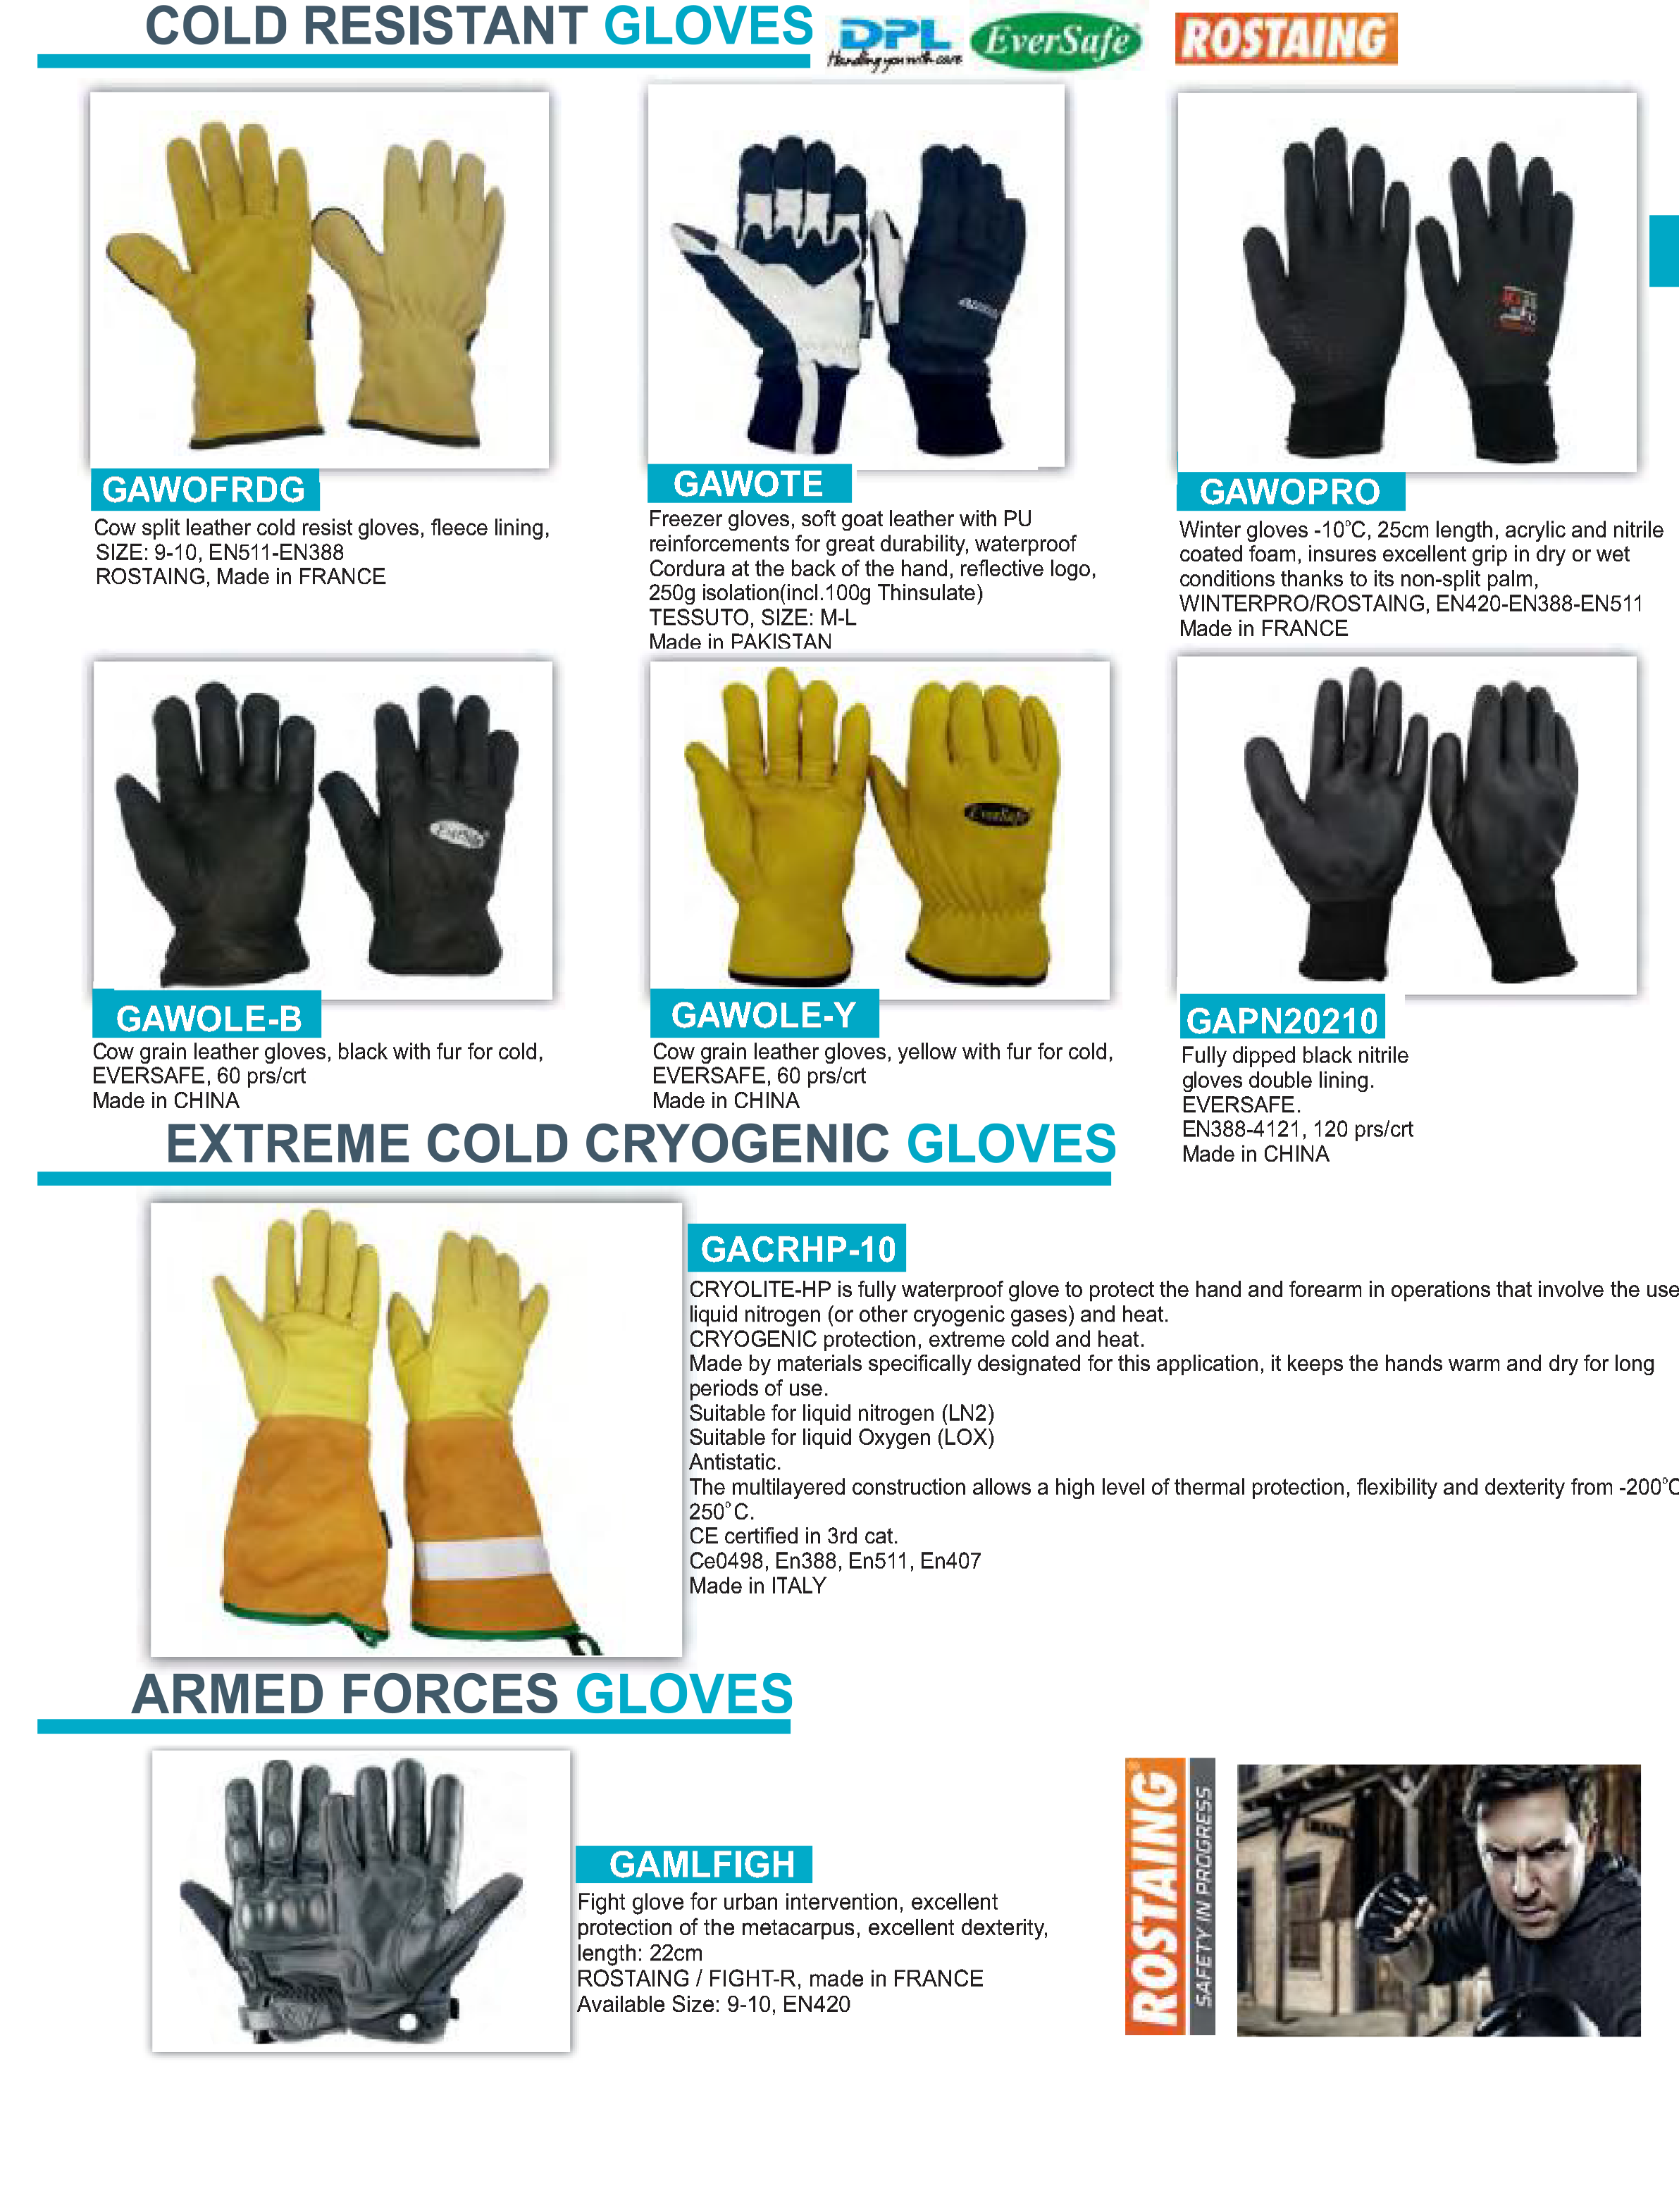 COLD RESISTANT GLOVES
DPL
Handling you with care
EverSafe
ROSTAING
GAWOFRDG
Cow split leather cold resist gloves, fleece lining,
SIZE: 9-10, EN511-EN388
ROSTAING, Made in FRANCE
GAWOTE
Freezer gloves, soft goat leather with PU
reinforcements for great durability, waterproof
Cordura at the back of the hand, reflective logo,
250g isolation(incl.100g Thinsulate)
TESSUTO, SIZE: M-L
Made in PAKISTAN
GAWOPRO
Winter gloves -10°C, 25cm length, acrylic and nitrile
coated foam, insures excellent grip in dry or wet
conditions thanks to its non-split palm,
WINTERPRO/ROSTAING, EN420-EN388-EN511
Made in FRANCE
EverSafe
GAWOLE-B
Cow grain leather gloves, black with fur for cold,
EVERSAFE, 60 prs/crt
Made in CHINA
EverSafe
GAWOLE-Y
Cow grain leather gloves, yellow with fur for cold,
EVERSAFE, 60 prs/crt
Made in CHINA
GAPN20210
Fully dipped black nitrile
gloves double lining.
EVERSAFE.
EN388-4121, 120 prs/crt
Made in CHINA
EXTREME COLD CRYOGENIC GLOVES
GACRHP-10
CRYOLITE-HP is fully waterproof glove to protect the hand and forearm in operations that involve the use
liquid nitrogen (or other cryogenic gases) and heat.
CRYOGENIC protection, extreme cold and heat.
Made by materials specifically designated for this application, it keeps the hands warm and dry for long
periods of use.
Suitable for liquid nitrogen (LN2)
Suitable for liquid Oxygen (LOX)
Antistatic.
The multilayered construction allows a high level of thermal protection, flexibility and dexterity from -200°C
250°C.
CE certified in 3rd cat.
Ce0498, En388, En511, En407
Made in ITALY
ARMED FORCES GLOVES
GAMLFIGH
Fight glove for urban intervention, excellent
protection of the metacarpus, excellent dexterity,
length: 22cm
ROSTAING / FIGHT-R, made in FRANCE
Available Size: 9-10, EN420
ROSTAING
SAFETY IN PROGRESS